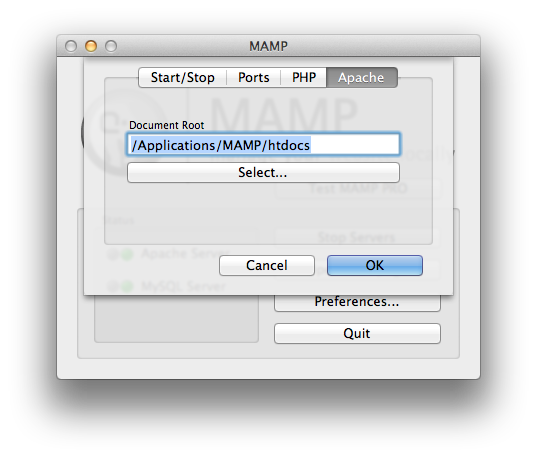 MAMP
Start/Stop Ports PHP Apache
MAMP
Document Root
/Applications/MAMP/htdocs
Select...
Test MAMP PRO
Status
Stop Servers
Apache Server
Cancel OK
MySQL Server
Preferences...
Quit